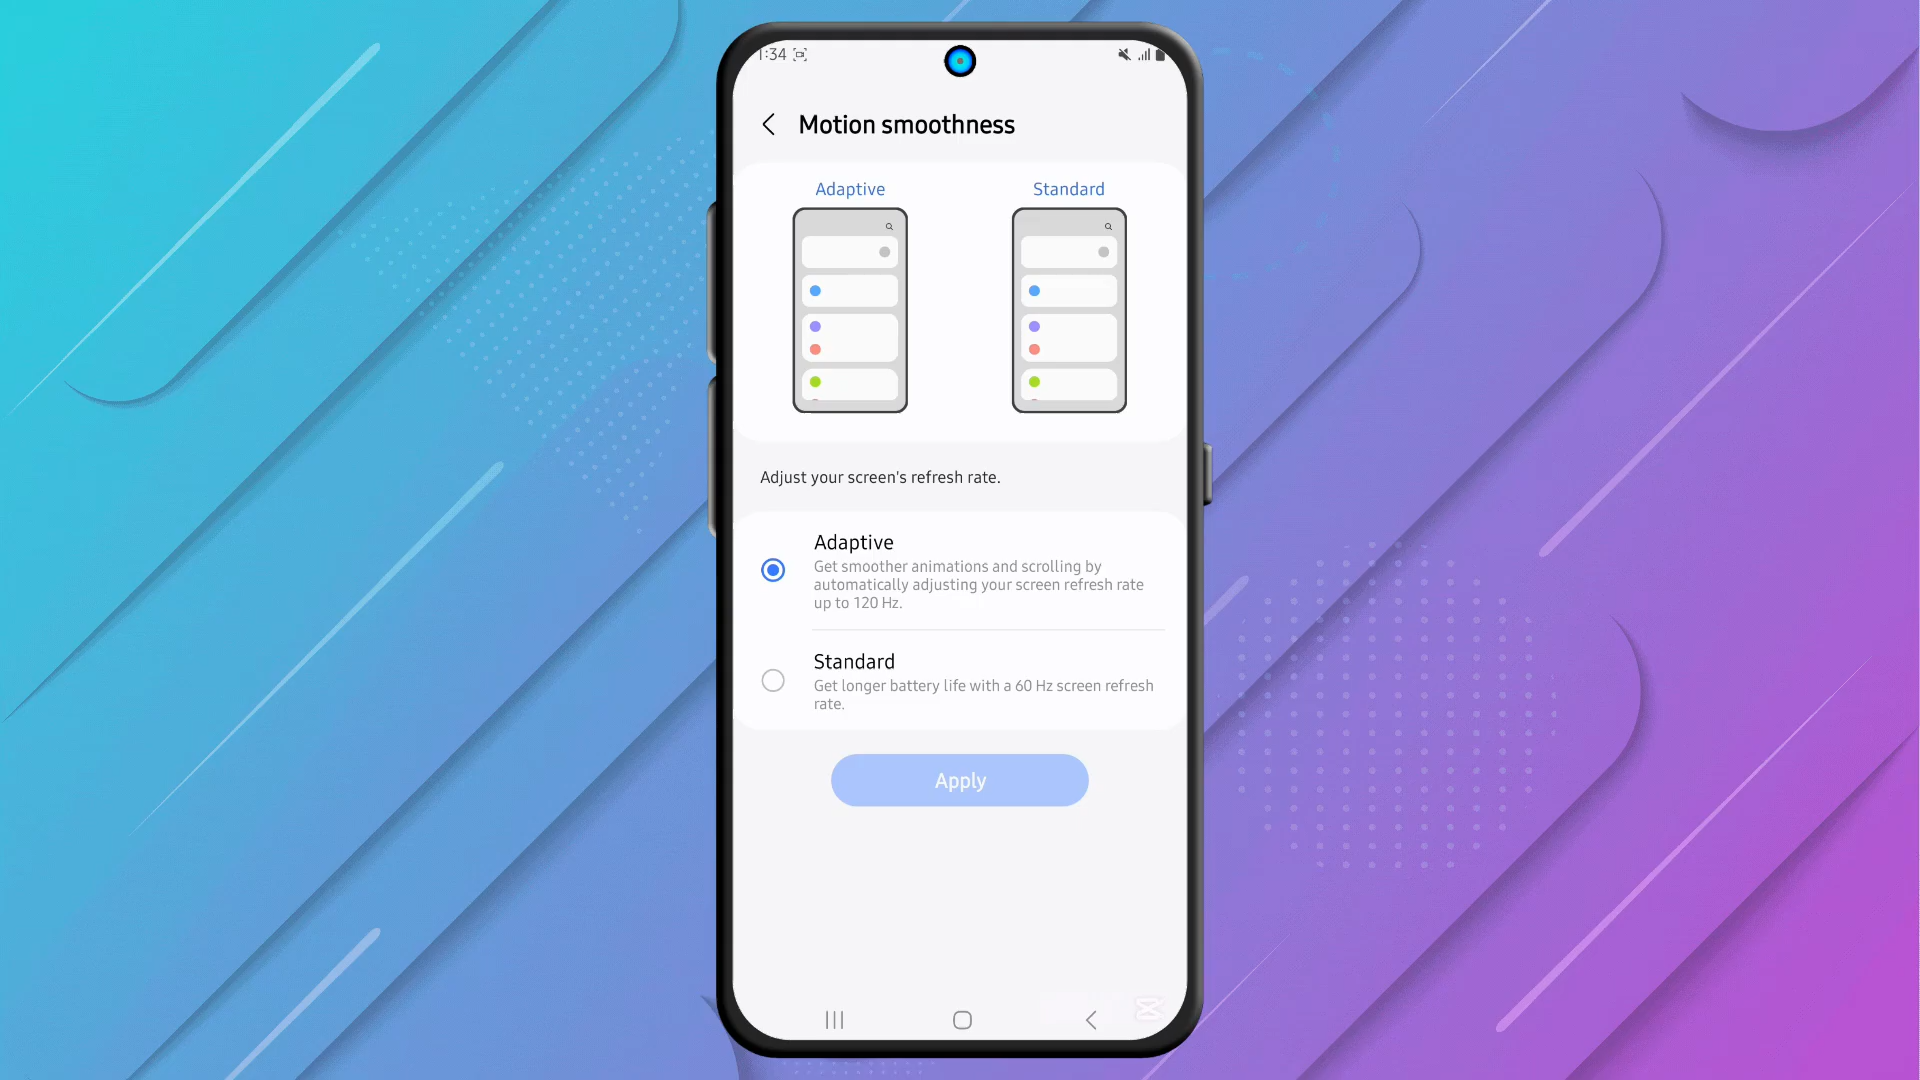 1:34
Motion smoothness
Adaptive
Standard
Adjust your screen's refresh rate.
Adaptive
Get smoother animations and scrolling by
automatically adjusting your screen refresh rate
up to 120 Hz.
Standard
Get longer battery life with a 60 Hz screen refresh
rate.
Apply